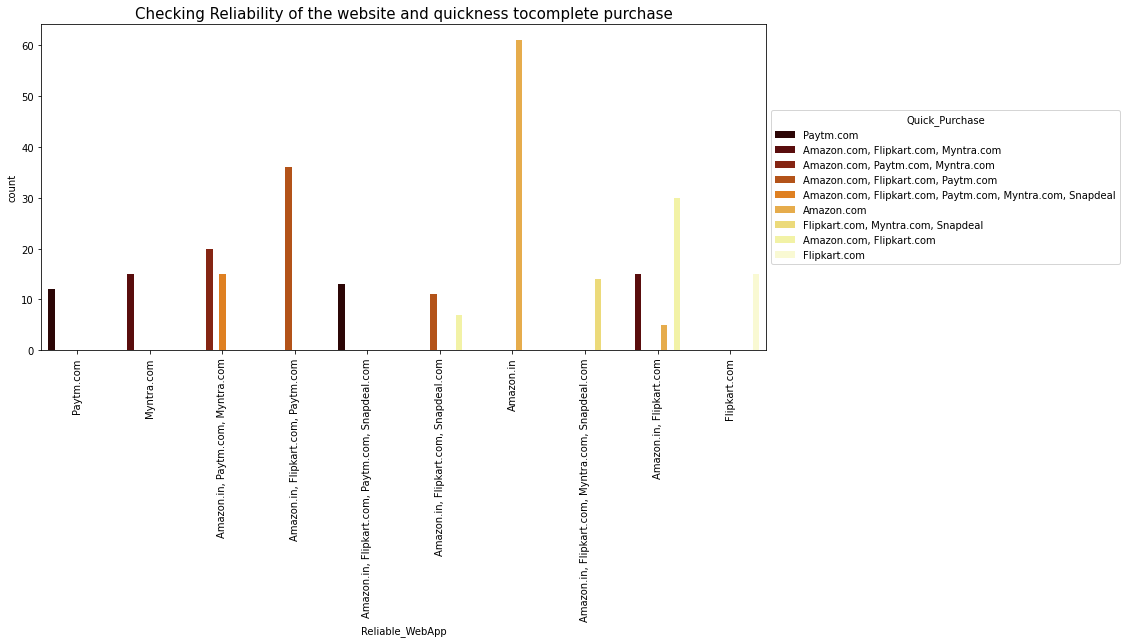 Checking Reliability of the website and quickness tocomplete purchase
count
60
50
40
30
20
10
0
Paytm.com
Myntra.com
Amazon.in, Paytm.com, Myntra.com
Amazon.in, Flipkart.com, Paytm.com
Amazon.in, Flipkart.com, Paytm.com, Snapdeal.com
Amazon.in, Flipkart.com, Snapdeal.com
Amazon.in
Amazon.in, Flipkart.com, Myntra.com, Snapdeal.com
Amazon.in, Flipkart.com
Flipkart.com
Reliable_WebApp
Quick_Purchase
Paytm.com
Amazon.com, Flipkart.com, Myntra.com
Amazon.com, Paytm.com, Myntra.com
Amazon.com, Flipkart.com, Paytm.com
Amazon.com, Flipkart.com, Paytm.com, Myntra.com, Snapdeal
Amazon.com
Flipkart.com, Myntra.com, Snapdeal
Amazon.com, Flipkart.com
Flipkart.com